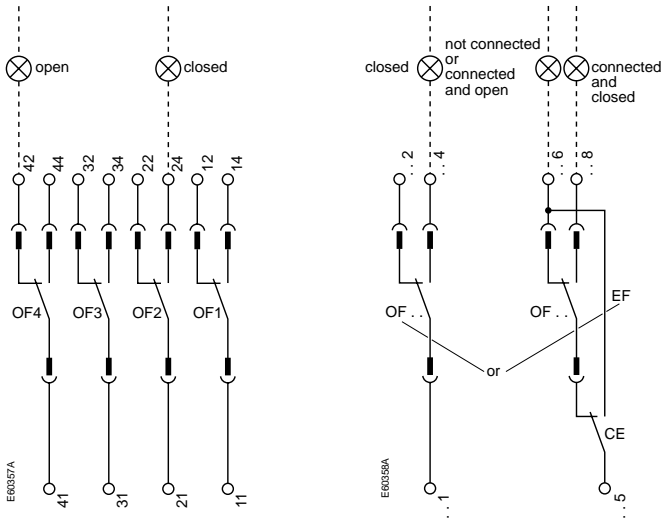 open
closed
42
44
32
34
22
24
12
14
OF4
OF3
OF2
OF1
41
31
21
11
E60357A
closed
not connected
or
connected
and open
connected
and
closed
. . 2
. . 4
. . 6
. . 8
OF . .
OF . .
EF
or
CE
. . 1
. . 5
E60358A